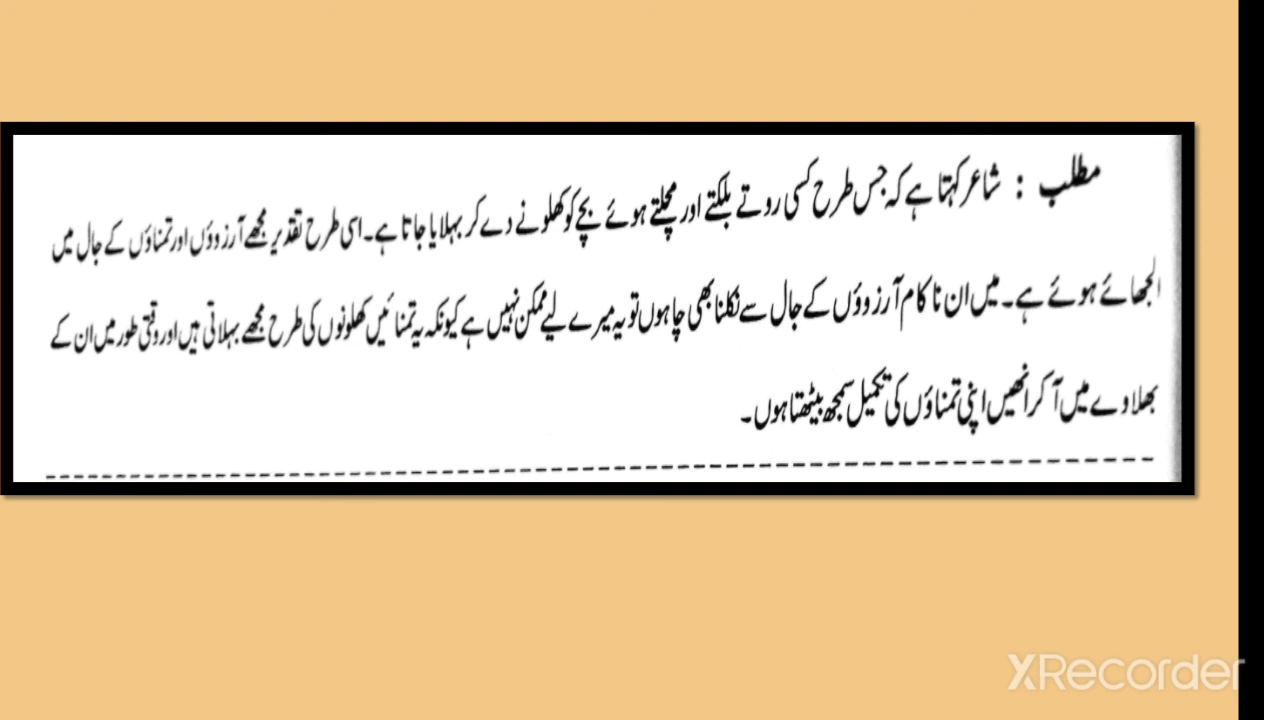 مطلب : شاعر کہتا ہے کہ جس طرح کسی روتے بلکتے اور مچلتے ہوئے بچے کو کھلونے دے کر بہلایا جاتا ہے۔ اسی طرح تقدیر مجھے آرزوؤں اور تمناؤں کے جال میں
الجھائے ہوئے ہے۔ میں ان ناکام آرزوؤں کے جال سے نکلنا بھی چاہوں تو یہ میرے لیے ممکن نہیں ہے کیونکہ یہ تمنائیں کھلونوں کی طرح مجھے بہلاتی ہیں اور وقتی طور میں ان کے
بھلاوے میں آ کر انھیں اپنی تمناؤں کی تکمیل سمجھ بیٹھتا ہوں۔
XRecorder